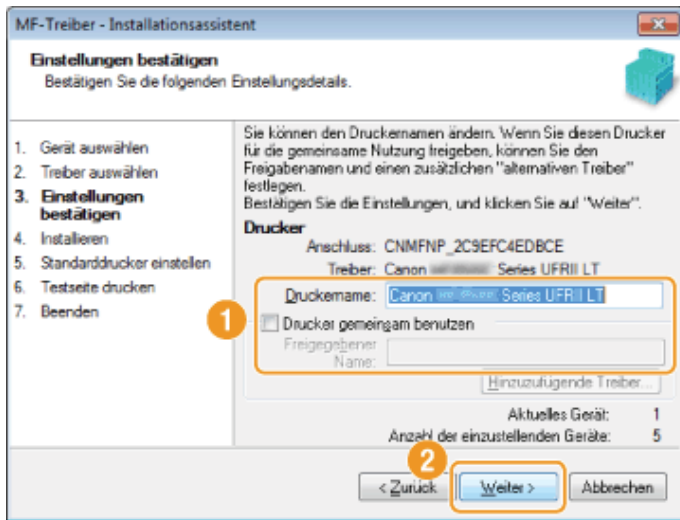 MF-Treiber - Installationsassistent
Einstellungen bestätigen
Bestätigen Sie die folgenden Einstellungsdetails.
1. Gerät auswählen
2. Treiber auswählen
3. Einstellungen
bestätigen
4. Installieren
5. Standarddrucker einstellen
6. Testseite drucken
7. Beenden
Sie können den Druckernamen ändern. Wenn Sie diesen Drucker
für die gemeinsame Nutzung freigeben, können Sie den
Freigabenamen und einen zusätzlichen "alternativen Treiber"
festlegen.
Bestätigen Sie die Einstellungen, und klicken Sie auf "Weiter".
Drucker
Anschluss: CNMFNP_2C9EFC4EDBCE
Treiber: Canon Series UFRII LT
1
Druckername: Canon Series UFRII LT
Drucker gemeinsam benutzen
Freigegebener
Name:
Hinzuzufügende Treiber...
Aktuelles Gerät: 1
Anzahl der einzustellenden Geräte: 5
2
< Zurück Weiter > Abbrechen